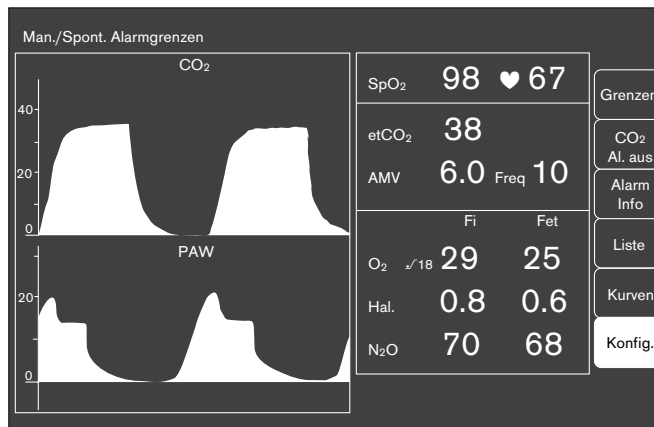 Man./Spont. Alarmgrenzen
CO₂
40
20
0
PAW
20
0
SpO₂ 98 ♥ 67
etCO₂ 38
AMV 6.0 Freq 10
Fi Fet
O₂ 18 29 25
Hal. 0.8 0.6
N₂O 70 68
Grenzen
CO₂
Al. aus
Alarm
Info
Liste
Kurven
Konfig.